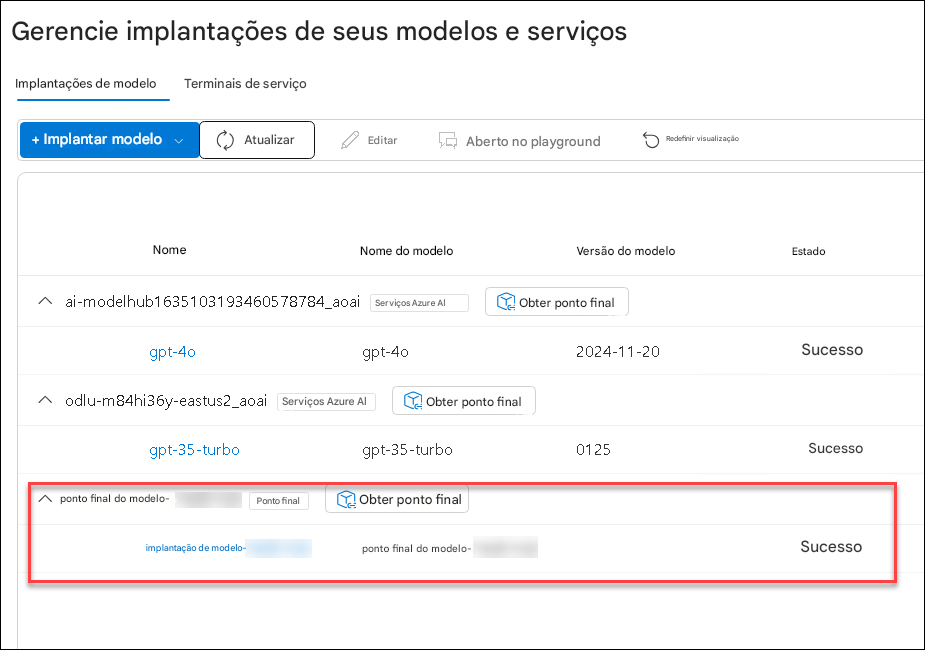 Gerencie implantações de seus modelos e serviços
Implantações de modelo Terminais de serviço
+ Implantar modelo Atualizar Editar Aberto no playground Redefinir visualização
Nome Nome do modelo Versão do modelo Estado
ai-modelhub1635103193460578784_aoai Serviços Azure AI Obter ponto final
gpt-4o gpt-4o 2024-11-20 Sucesso
odlu-m84hi36y-eastus2_aoai Serviços Azure AI Obter ponto final
gpt-35-turbo gpt-35-turbo 0125 Sucesso
ponto final do modelo- Ponto final Obter ponto final
implantação de modelo- ponto final do modelo- Sucesso